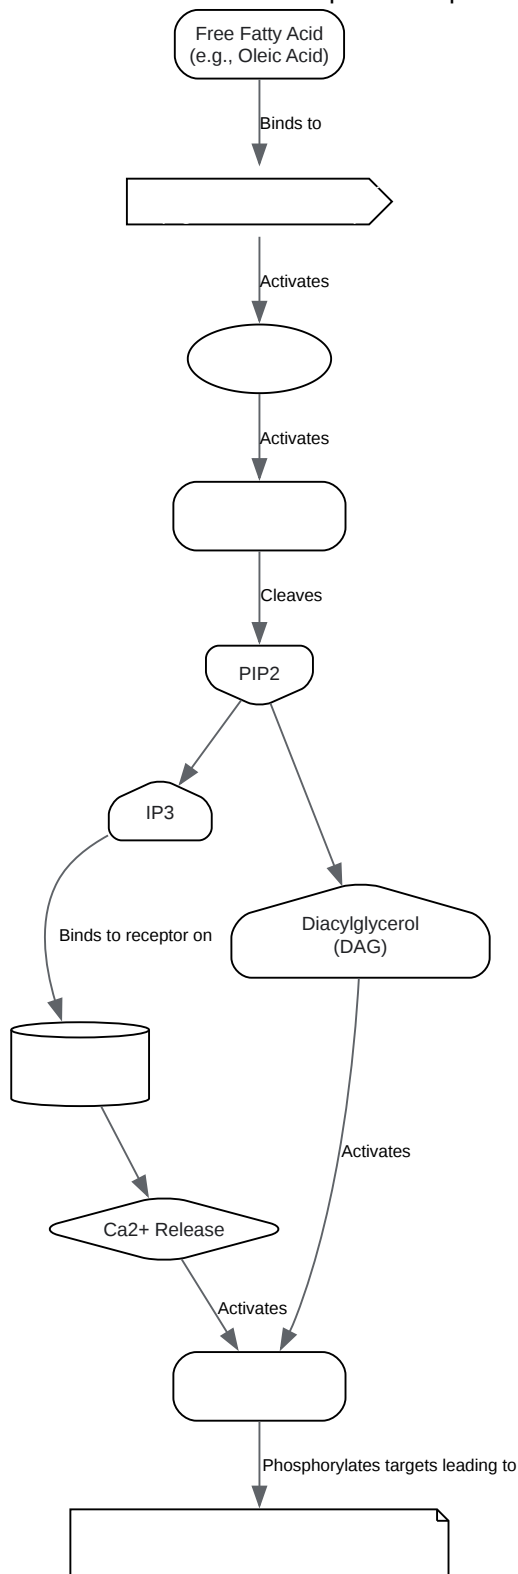 Free Fatty Acid
(e.g., Oleic Acid)
Binds to
Activates
Activates
Cleaves
PIP2
IP3
Diacylglycerol
(DAG)
Binds to receptor on
Activates
Ca2+ Release
Activates
Phosphorylates targets leading to